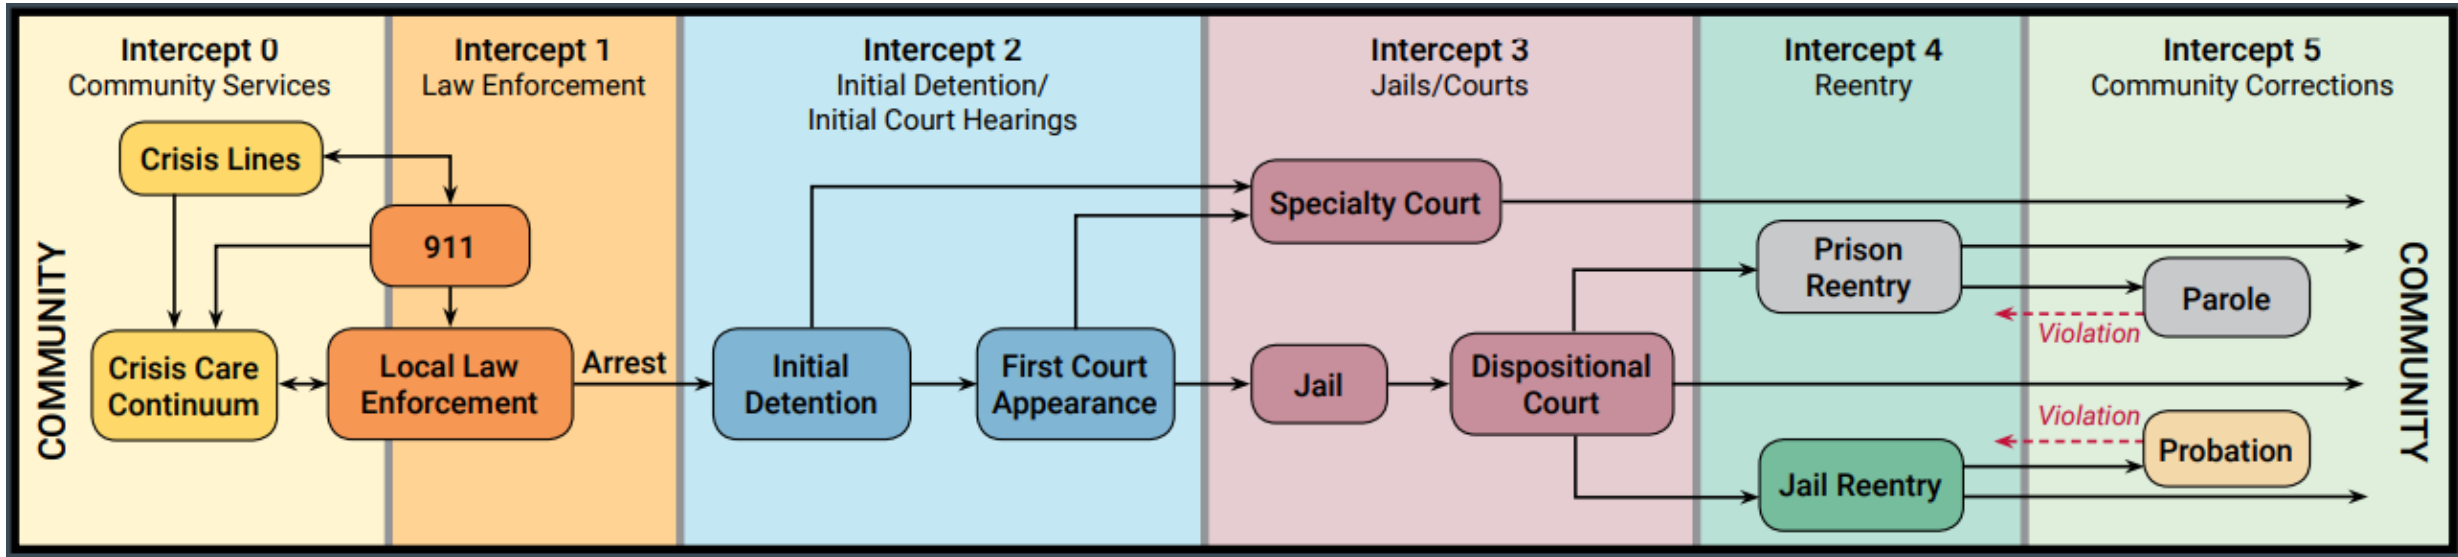 Intercept 0
Community Services
Intercept 1
Law Enforcement
Intercept 2
Initial Detention/
Initial Court Hearings
Intercept 3
Jails/Courts
Intercept 4
Reentry
Intercept 5
Community Corrections
COMMUNITY
Crisis Lines
911
Crisis Care
Continuum
Local Law
Enforcement
Arrest
Initial
Detention
First Court
Appearance
Specialty Court
Jail
Dispositional
Court
Prison
Reentry
Jail Reentry
Parole
Violation
Violation
Probation
COMMUNITY